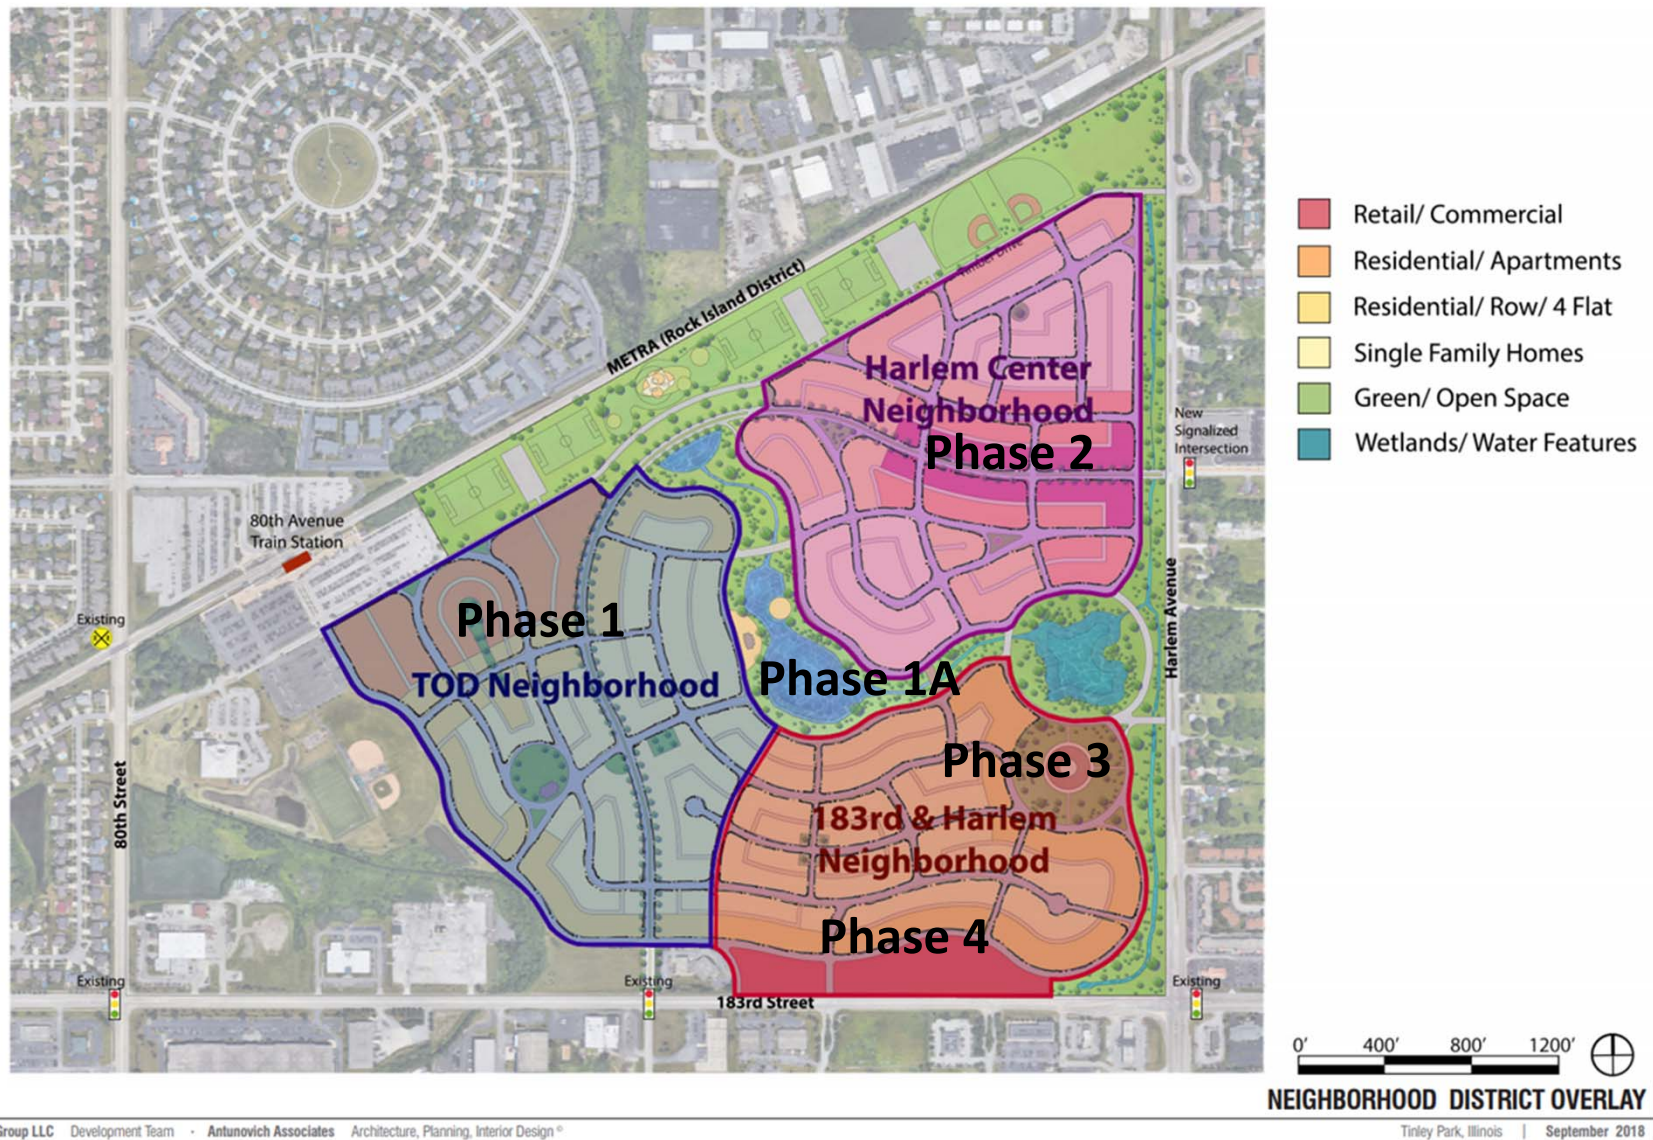 Retail/ Commercial
Residential/ Apartments
Residential/ Row/ 4 Flat
Single Family Homes
Green/ Open Space
Wetlands/ Water Features
METRA (Rock Island District)
Timber Drive
Harlem Center
Neighborhood
Phase 2
New
Signalized
Intersection
80th Avenue
Train Station
Existing
Phase 1
TOD Neighborhood
Phase 1A
Harlem Avenue
80th Street
Phase 3
183rd & Harlem
Neighborhood
Phase 4
Existing
Existing
Existing
183rd Street
0' 400' 800' 1200'
NEIGHBORHOOD DISTRICT OVERLAY
Group LLC Development Team · Antunovich Associates Architecture, Planning, Interior Design ©
Tinley Park, Illinois | September 2018